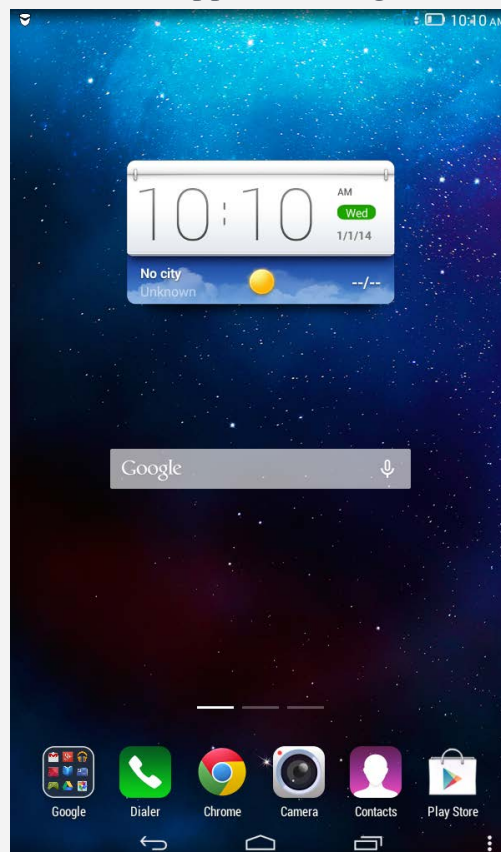 10:10 AM
10:10
AM
Wed
1/1/14
No city
Unknown
--/--
Google
Google
Dialer
Chrome
Camera
Contacts
Play Store